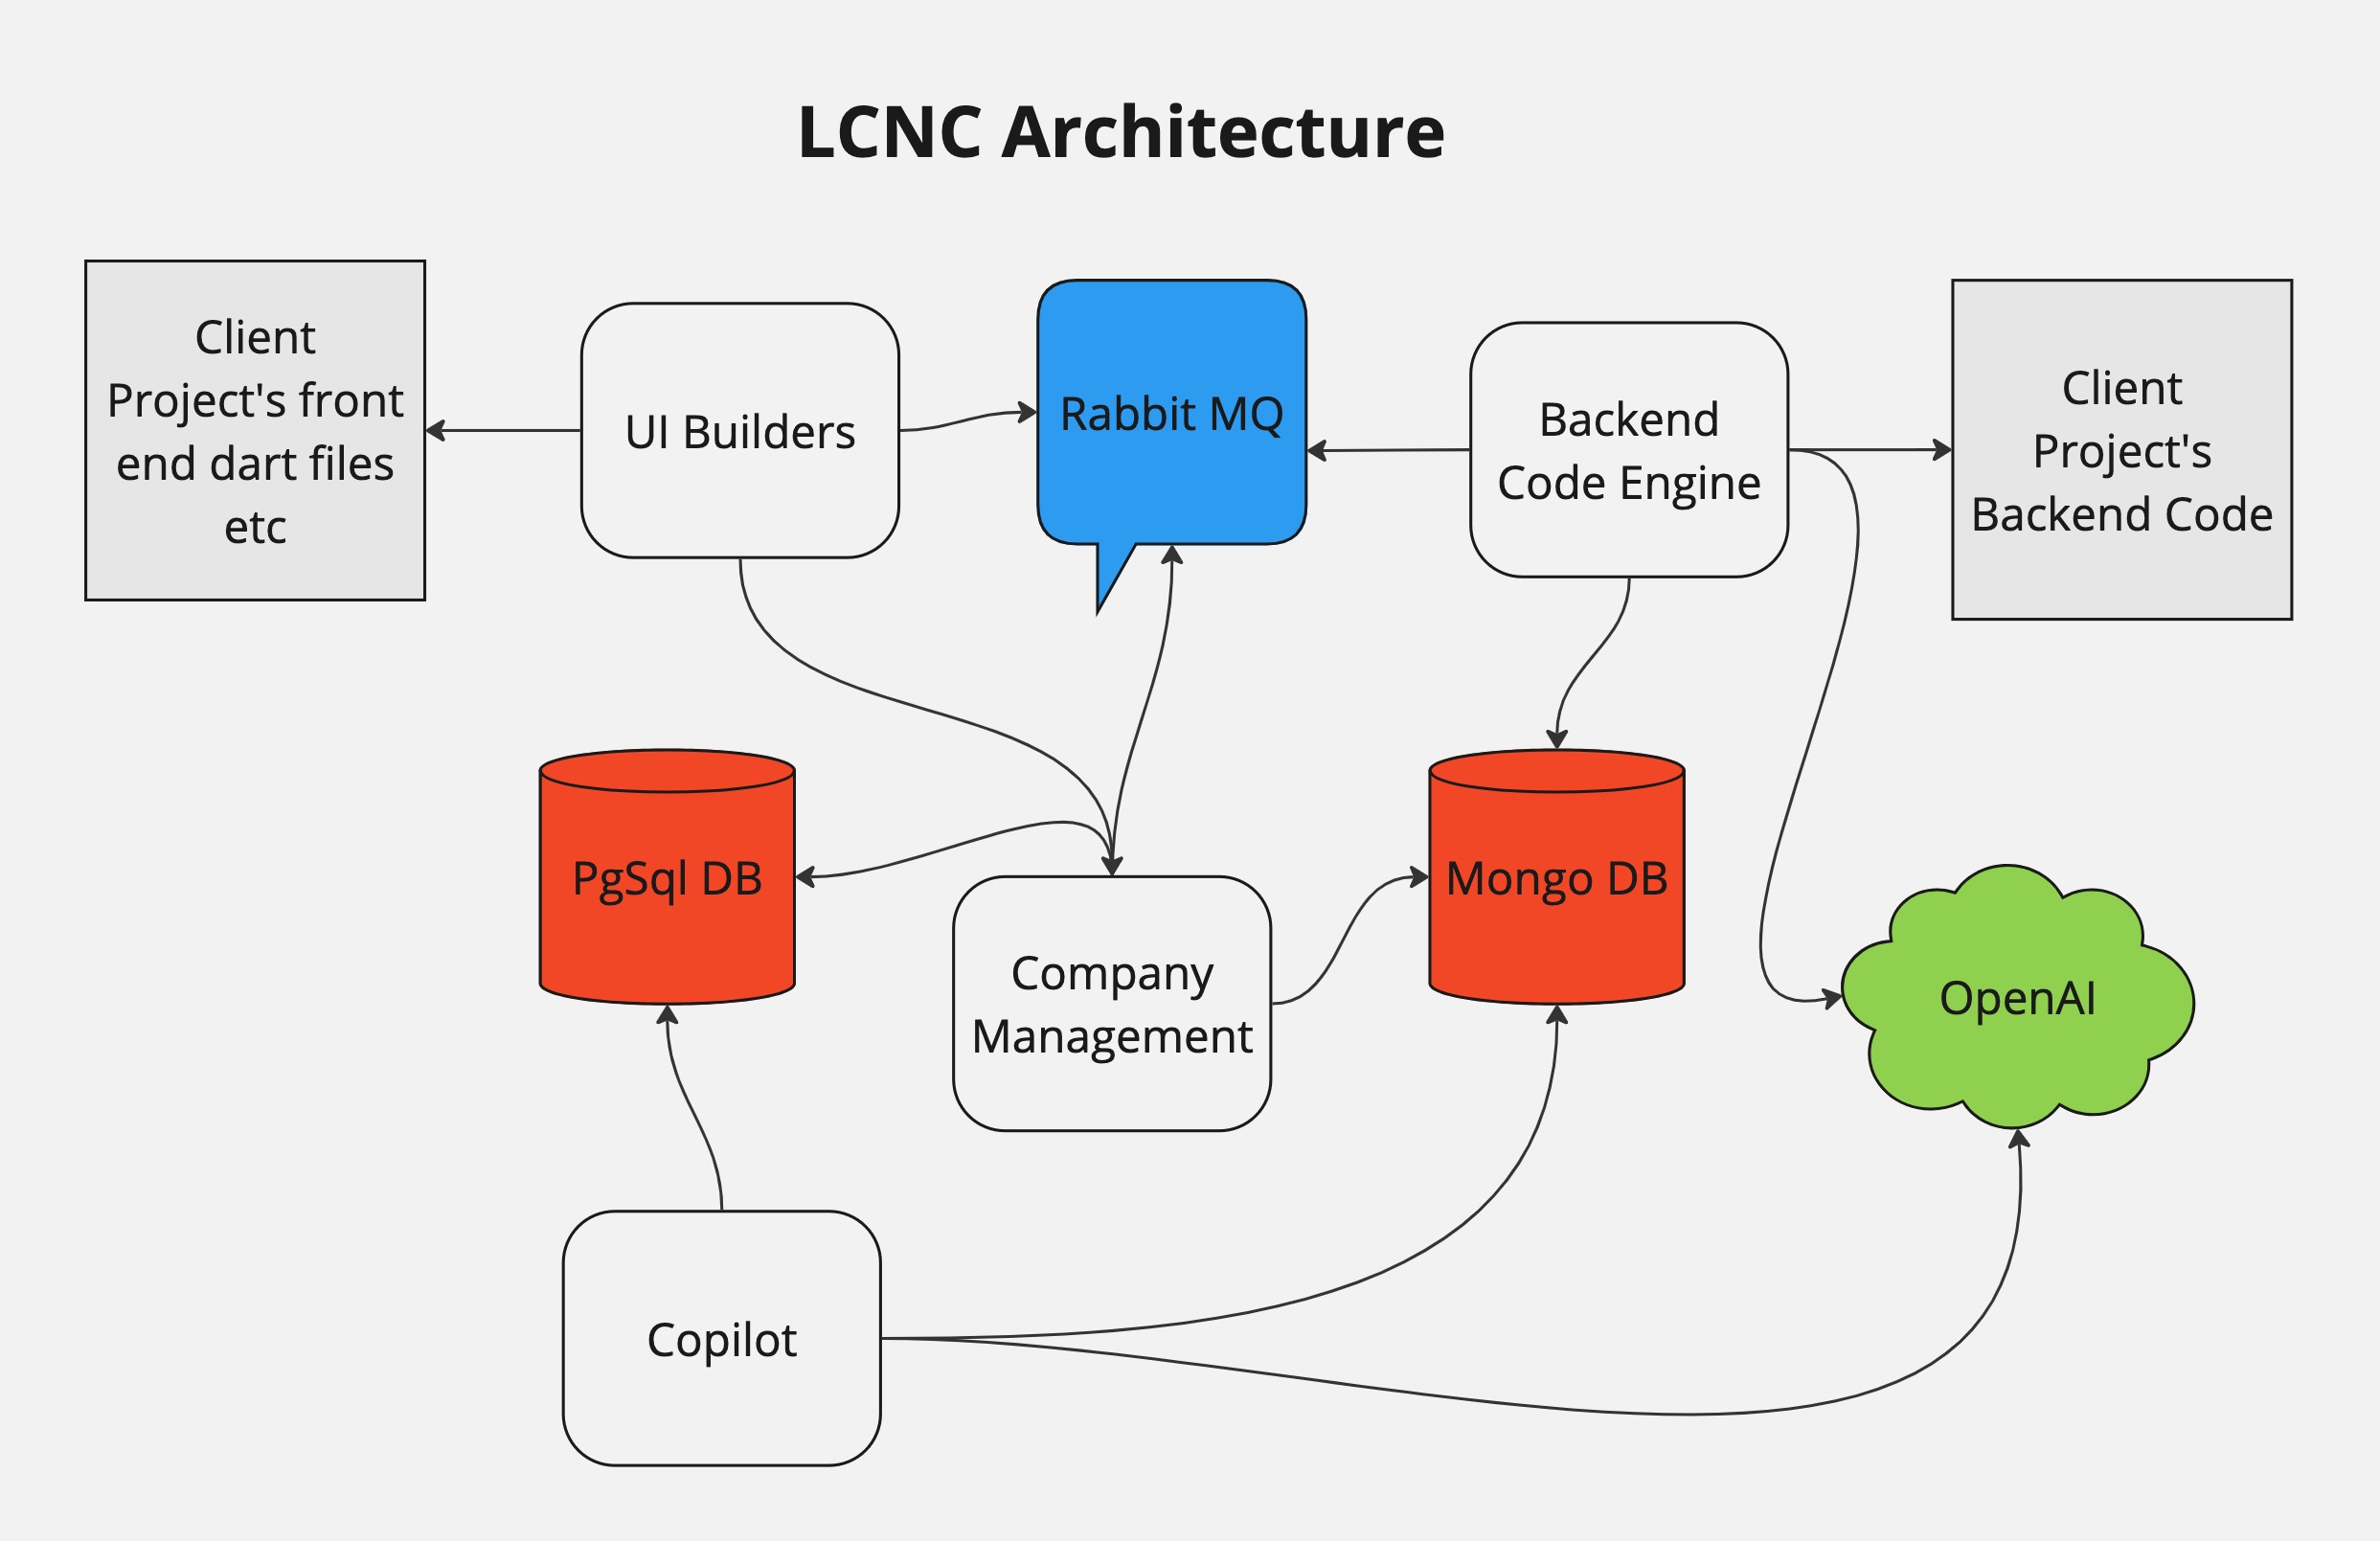 LCNC Architecture
Client
Project's front
end dart files
etc
UI Builders
Rabbit MQ
Backend
Code Engine
Client
Project's
Backend Code
PgSql DB
Company
Management
Mongo DB
OpenAI
Copilot